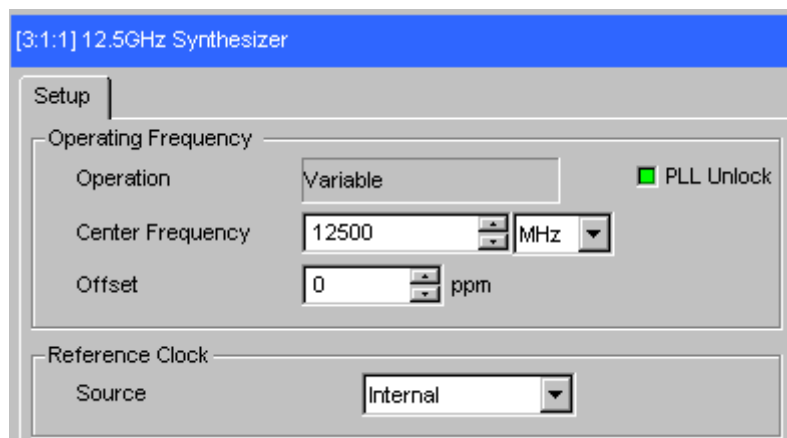 [3:1:1] 12.5GHz Synthesizer
Setup
Operating Frequency
Operation Variable PLL Unlock
Center Frequency 12500 MHz
Offset 0 ppm
Reference Clock
Source Internal